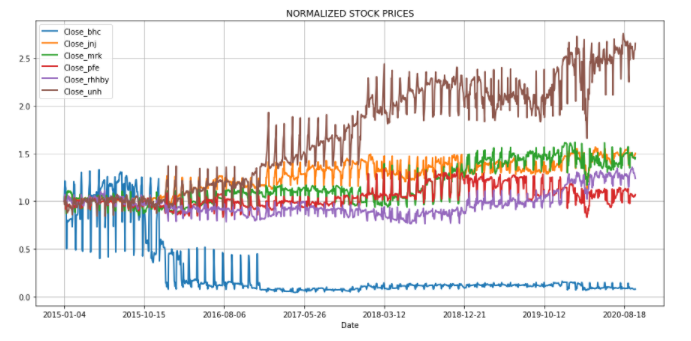 NORMALIZED STOCK PRICES
Close_bhc
Close_jnj
Close_mrk
Close_pfe
Close_rhhby
Close_unh
2.5
2.0
1.5
1.0
0.5
0.0
2015-01-04 2015-10-15 2016-08-06 2017-05-26 2018-03-12 2018-12-21 2019-10-12 2020-08-18
Date